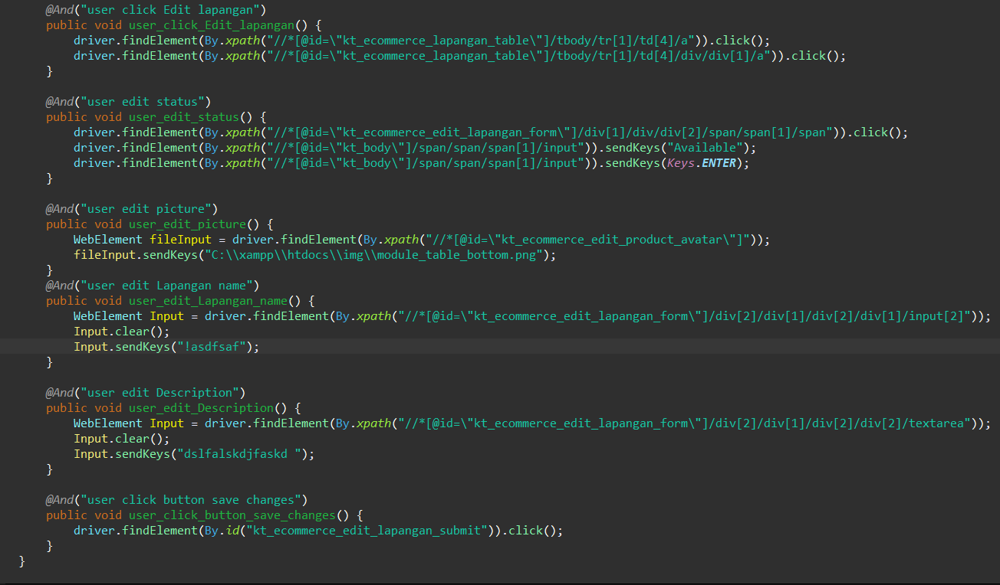 @And("user click Edit lapangan")
public void user_click_Edit_lapangan() {
driver.findElement(By.xpath("//*[@id=\"kt_ecommerce_lapangan_table\"]/tbody/tr[1]/td[4]/a")).click();
driver.findElement(By.xpath("//*[@id=\"kt_ecommerce_lapangan_table\"]/tbody/tr[1]/td[4]/div/div[1]/a")).click();
}
@And("user edit status")
public void user_edit_status() {
driver.findElement(By.xpath("//*[@id=\"kt_ecommerce_edit_lapangan_form\"]/div[1]/div/div[2]/span/span[1]/span")).click();
driver.findElement(By.xpath("//*[@id=\"kt_body\"]/span/span/span[1]/input")).sendKeys("Available");
driver.findElement(By.xpath("//*[@id=\"kt_body\"]/span/span/span[1]/input")).sendKeys(Keys.ENTER);
}
@And("user edit picture")
public void user_edit_picture() {
WebElement fileInput = driver.findElement(By.xpath("//*[@id=\"kt_ecommerce_edit_product_avatar\"]"));
fileInput.sendKeys("C:\\xampp\\htdocs\\img\\module_table_bottom.png");
}
@And("user edit Lapangan name")
public void user_edit_Lapangan_name() {
WebElement Input = driver.findElement(By.xpath("//*[@id=\"kt_ecommerce_edit_lapangan_form\"]/div[2]/div[1]/div[2]/div[1]/input[2]"));
Input.clear();
Input.sendKeys("!asdfsaf");
}
@And("user edit Description")
public void user_edit_Description() {
WebElement Input = driver.findElement(By.xpath("//*[@id=\"kt_ecommerce_edit_lapangan_form\"]/div[2]/div[1]/div[2]/div[2]/textarea"));
Input.clear();
Input.sendKeys("dslfalskdjfaskd ");
}
@And("user click button save changes")
public void user_click_button_save_changes() {
driver.findElement(By.id("kt_ecommerce_edit_lapangan_submit")).click();
}
}